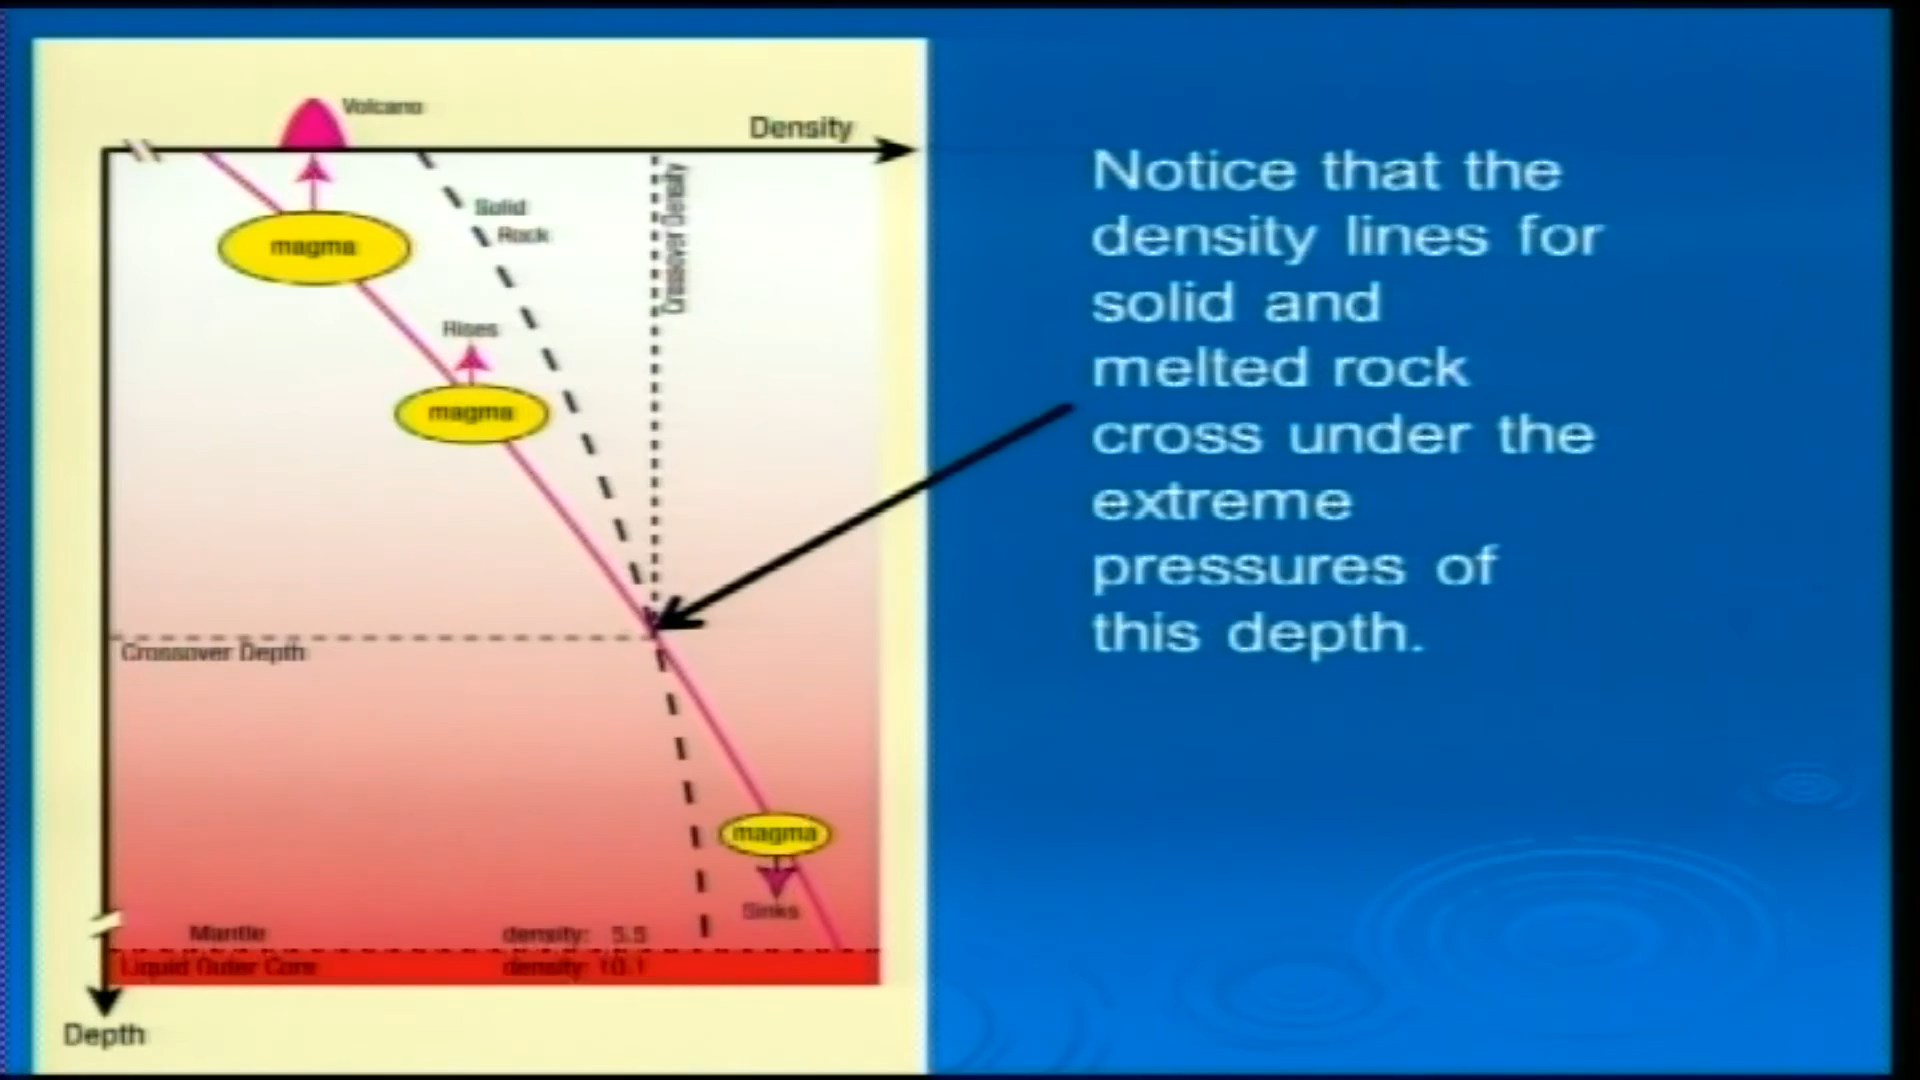 Volcano
Density
Solid
Rock
Crossover Density
magma
Rises
magma
Crossover Depth
magma
Sinks
Mantle density: 5.5
Liquid Outer Core density: 10.1
Depth
Notice that the
density lines for
solid and
melted rock
cross under the
extreme
pressures of
this depth.